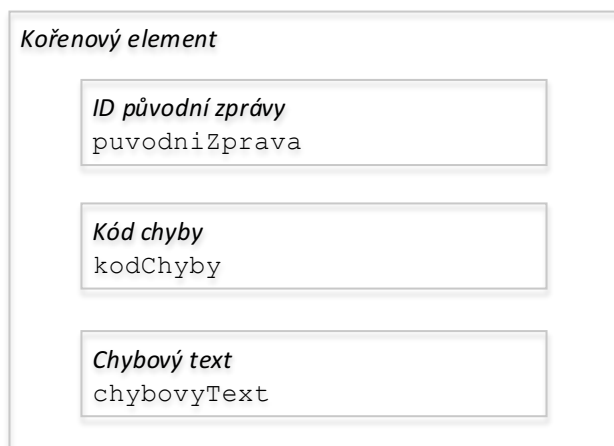 Kořenový element
ID původní zprávy
puvodniZprava
Kód chyby
kodChyby
Chybový text
chybovyText